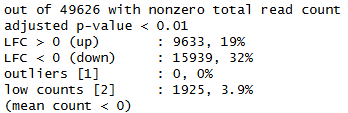 out of 49626 with nonzero total read count
adjusted p-value < 0.01
LFC > 0 (up)       : 9633, 19%
LFC < 0 (down)     : 15939, 32%
outliers [1]       : 0, 0%
low counts [2]     : 1925, 3.9%
(mean count < 0)